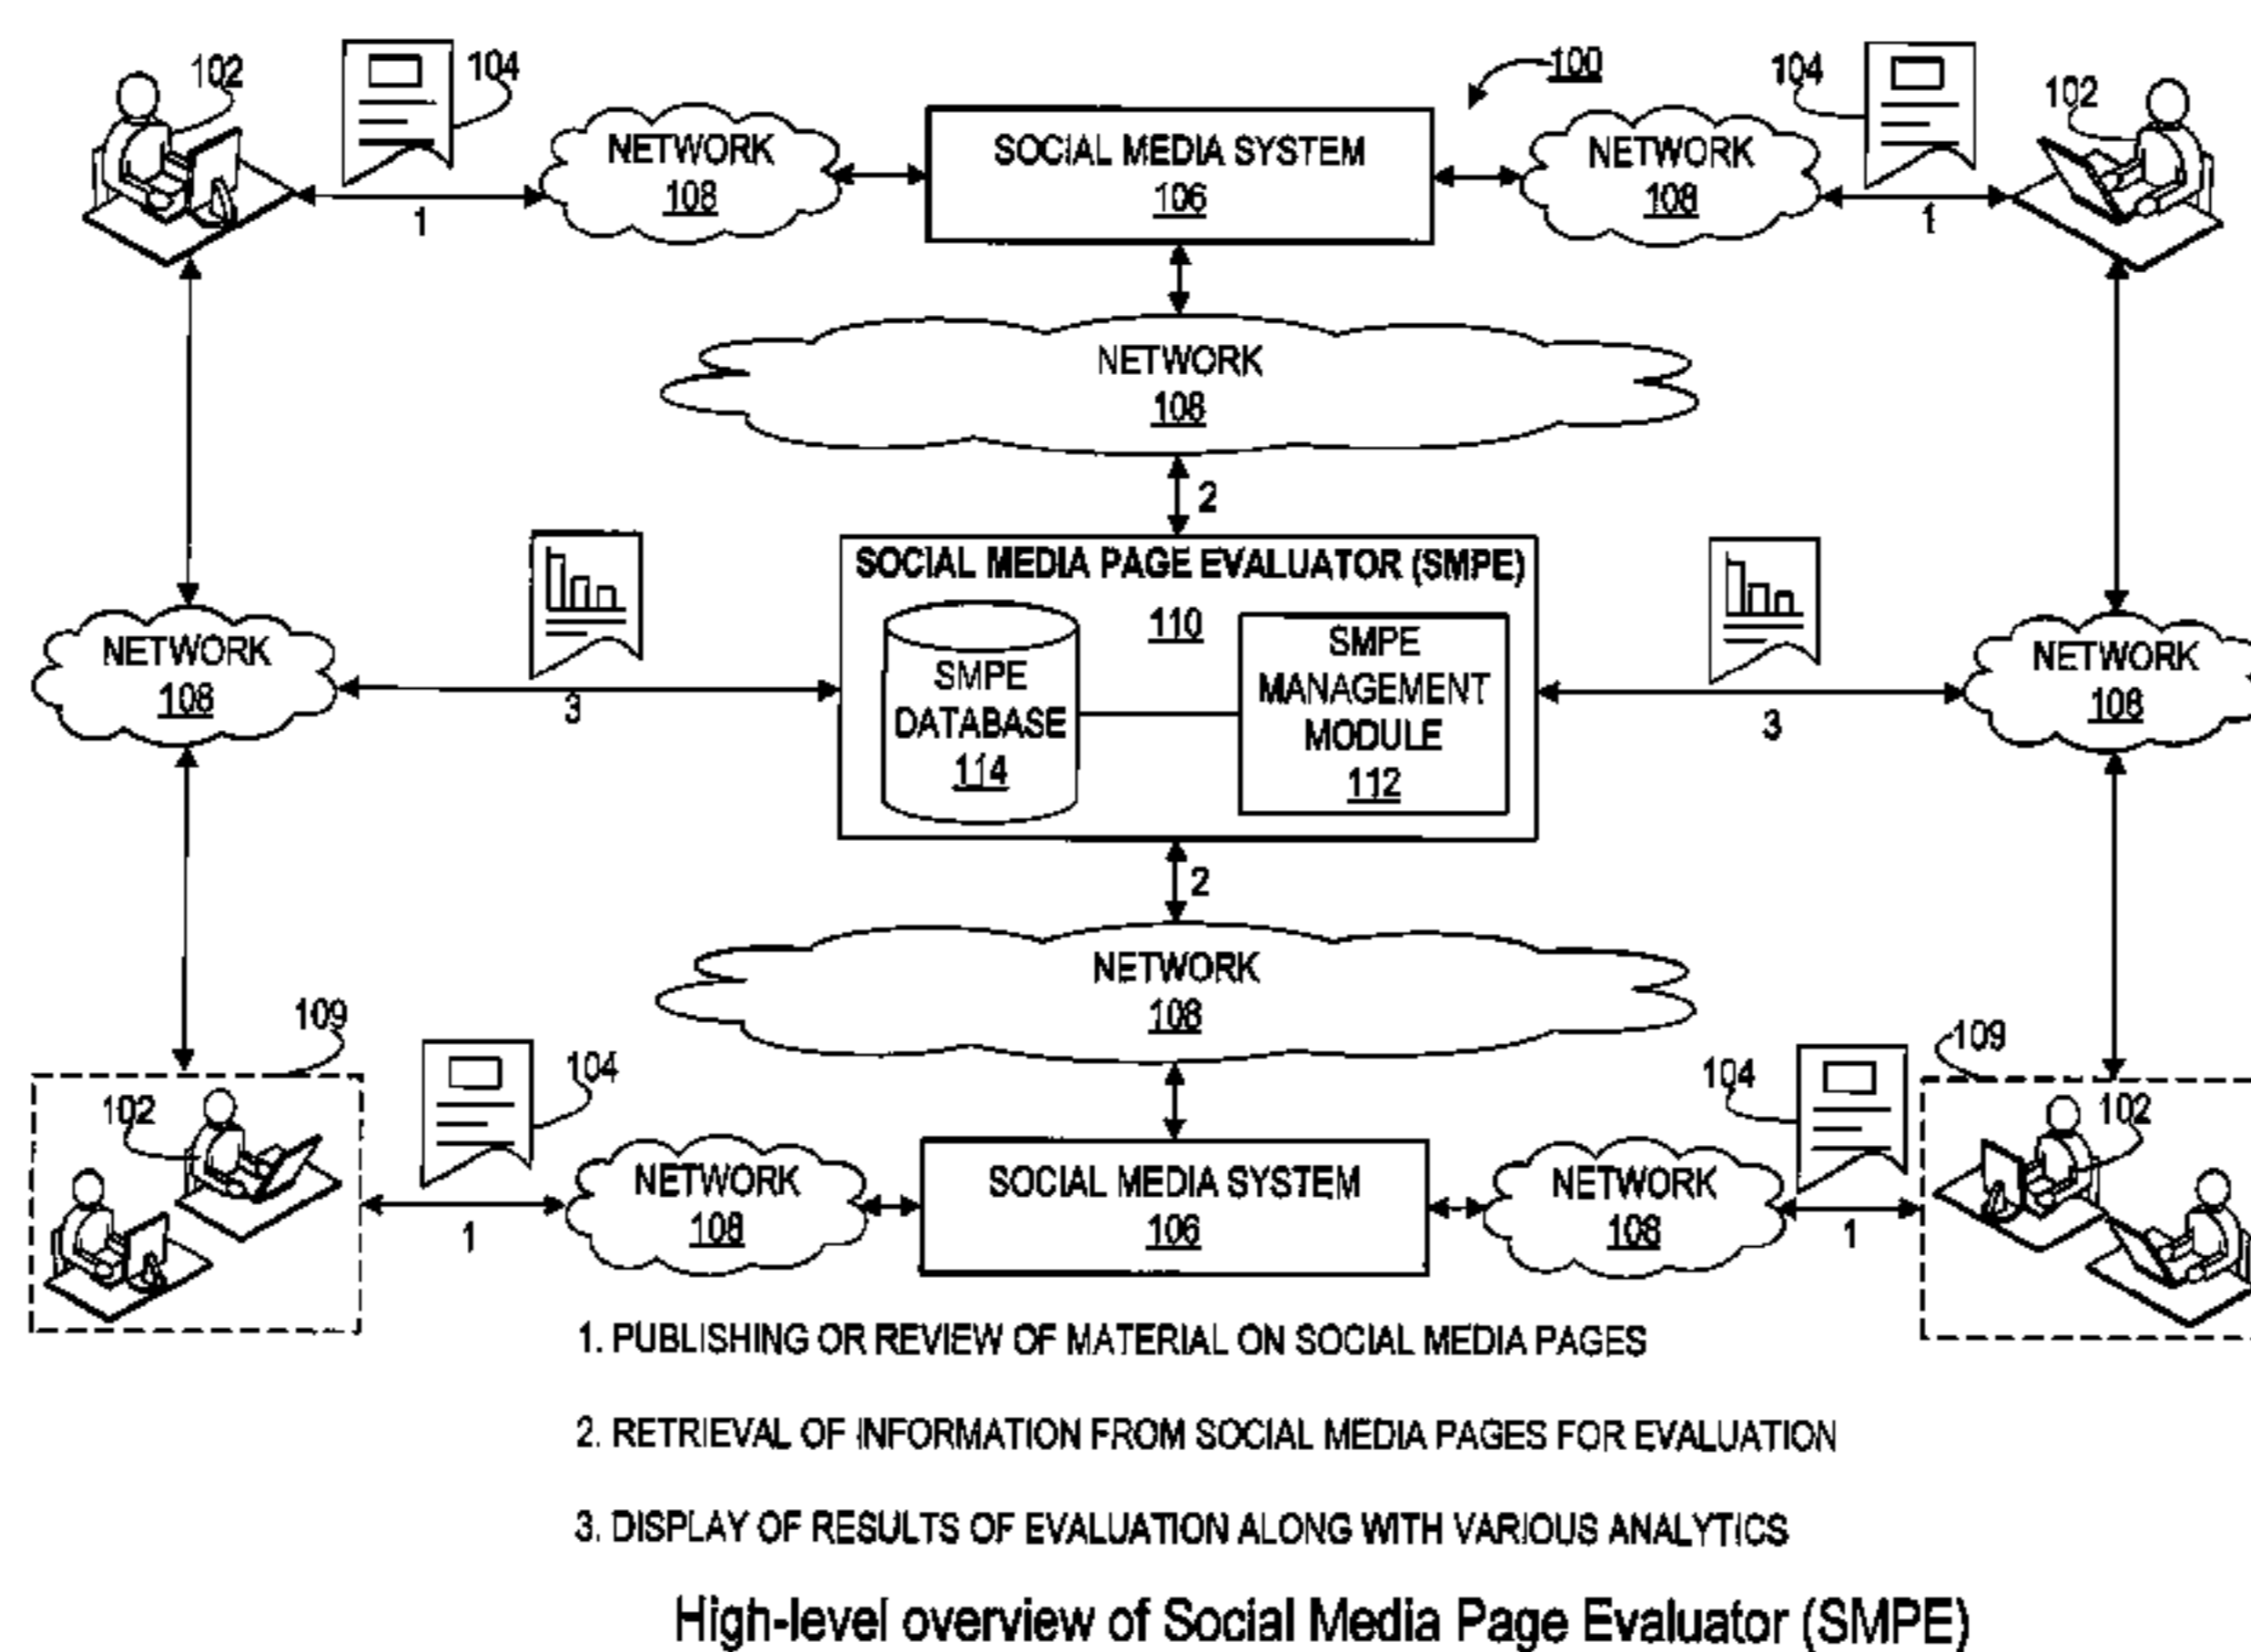 102
104
100
104
102
NETWORK
108
SOCIAL MEDIA SYSTEM
106
NETWORK
108
1
1
NETWORK
108
2
SOCIAL MEDIA PAGE EVALUATOR (SMPE)
110
SMPE
DATABASE
114
SMPE
MANAGEMENT
MODULE
112
NETWORK
108
3
3
NETWORK
108
2
NETWORK
108
109
104
104
109
102
102
NETWORK
108
SOCIAL MEDIA SYSTEM
106
NETWORK
108
1
1
1. PUBLISHING OR REVIEW OF MATERIAL ON SOCIAL MEDIA PAGES
2. RETRIEVAL OF INFORMATION FROM SOCIAL MEDIA PAGES FOR EVALUATION
3. DISPLAY OF RESULTS OF EVALUATION ALONG WITH VARIOUS ANALYTICS
High-level overview of Social Media Page Evaluator (SMPE)